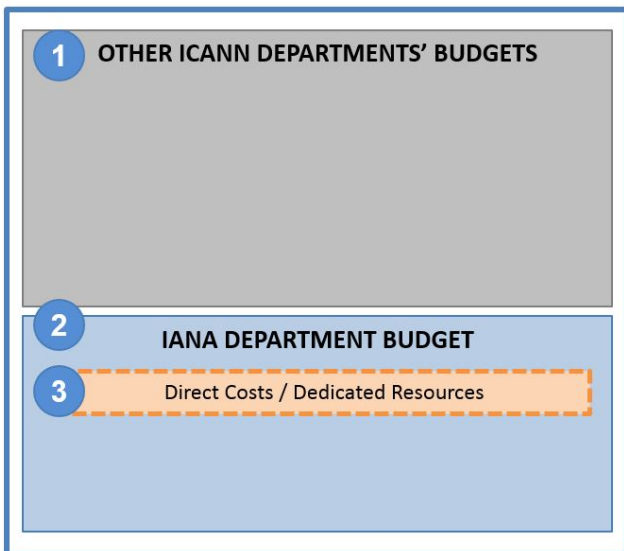 1 OTHER ICANN DEPARTMENTS’ BUDGETS
2
IANA DEPARTMENT BUDGET
3 Direct Costs / Dedicated Resources